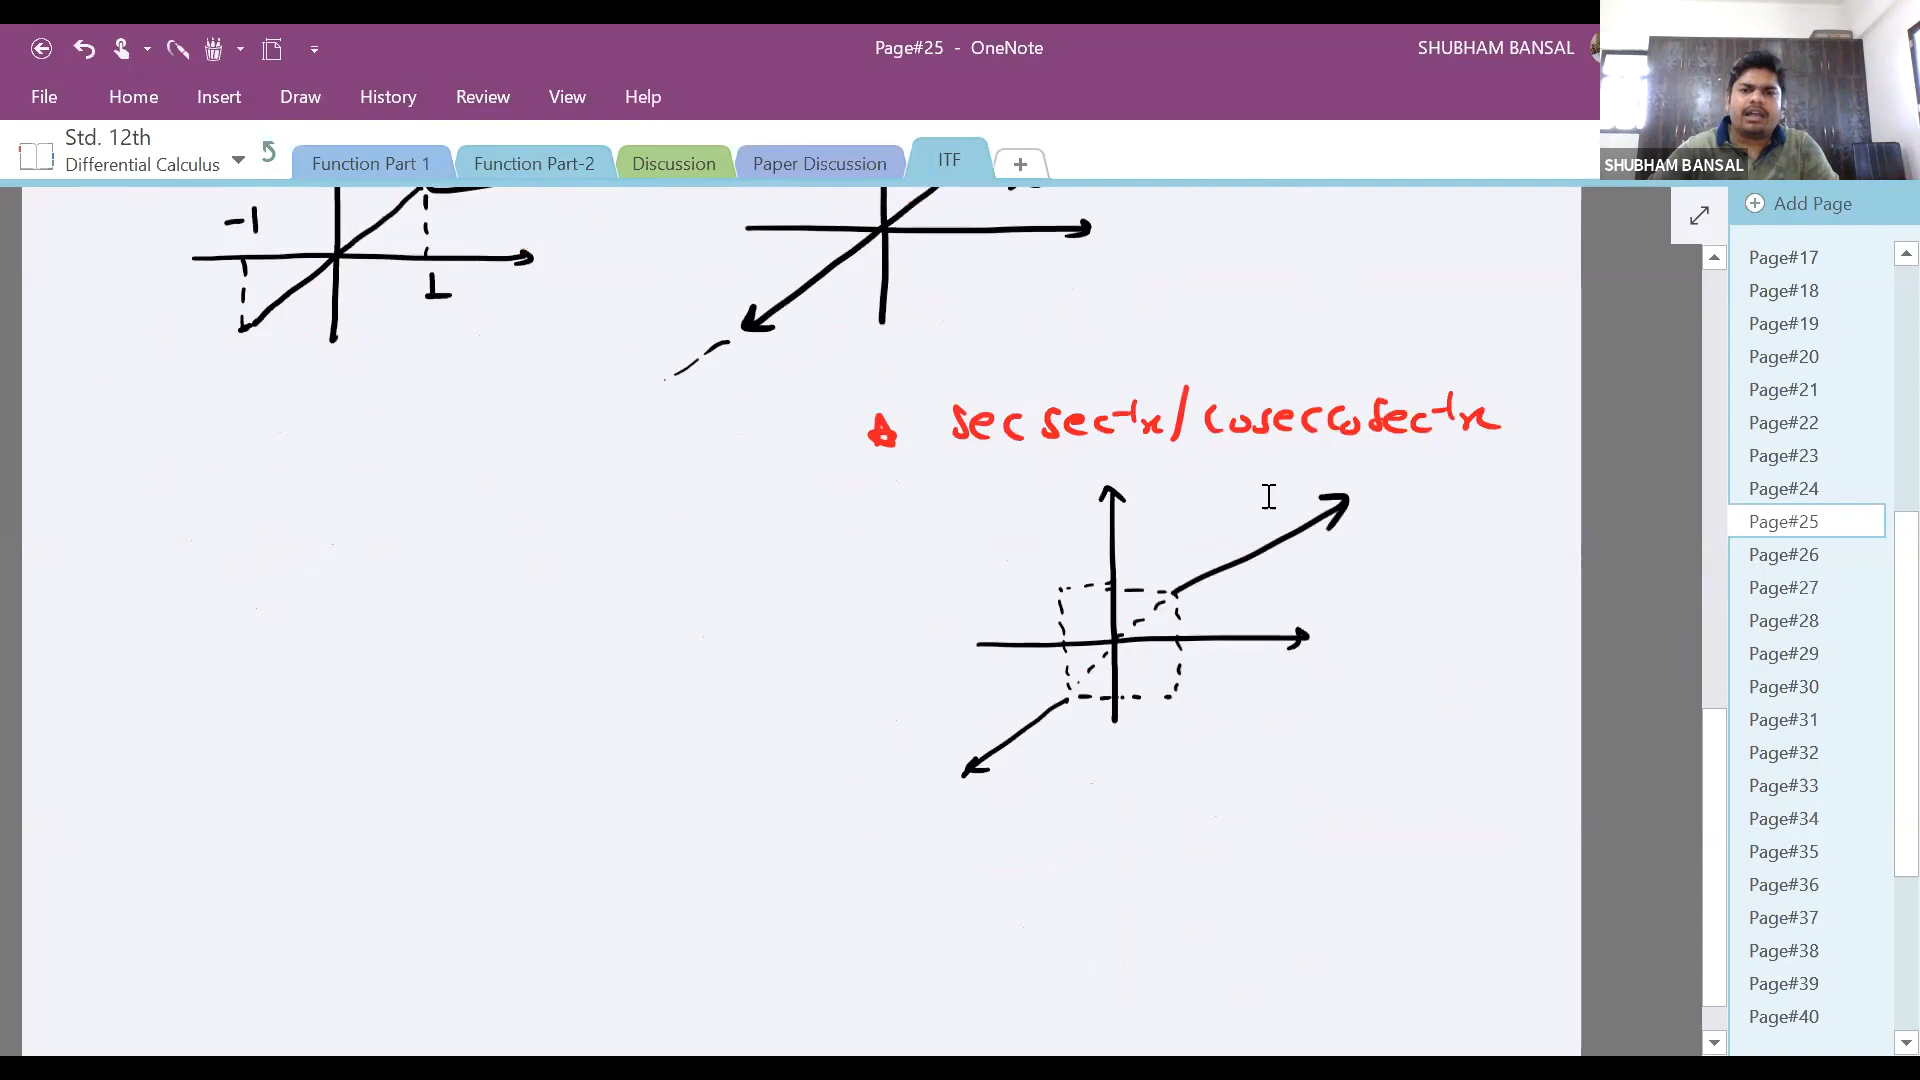 Page#25 - OneNote
SHUBHAM BANSAL
File Home Insert Draw History Review View Help
SHUBHAM BANSAL
Std. 12th
Differential Calculus
Function Part 1
Function Part-2
Discussion
Paper Discussion
ITF
+
Add Page
Page#17
Page#18
Page#19
Page#20
Page#21
Page#22
Page#23
Page#24
Page#25
Page#26
Page#27
Page#28
Page#29
Page#30
Page#31
Page#32
Page#33
Page#34
Page#35
Page#36
Page#37
Page#38
Page#39
Page#40
-1
1
sec sec⁻¹x / cosec cosec⁻¹x